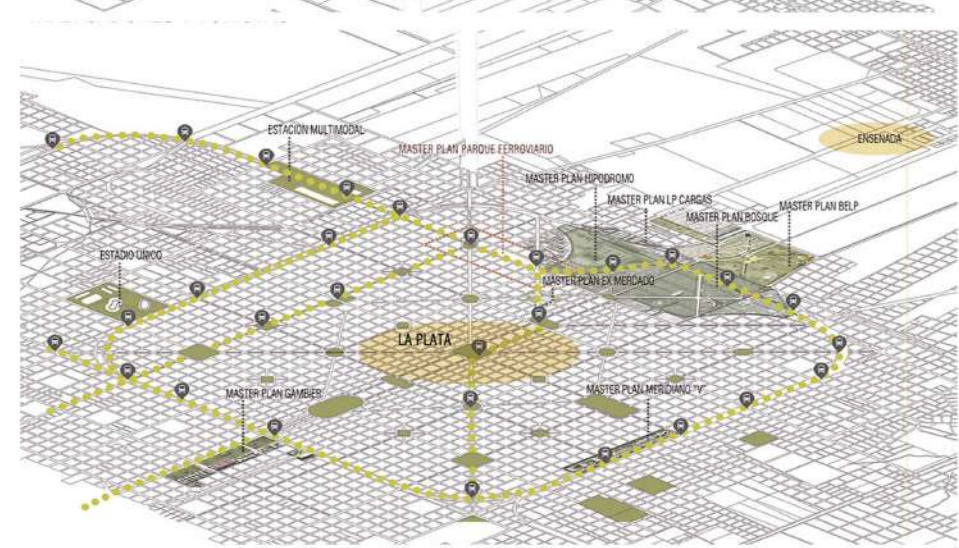 ESTACION MULTIMODAL
ENSENADA
MASTER PLAN PARQUE FERROVIARIO
MASTER PLAN HIPODROMO
MASTER PLAN LP CARGAS
MASTER PLAN BELP
MASTER PLAN BOSQUE
ESTADIO UNICO
MASTER PLAN EX MERCADO
LA PLATA
MASTER PLAN GAMBIER
MASTER PLAN MERIDIANO "V"